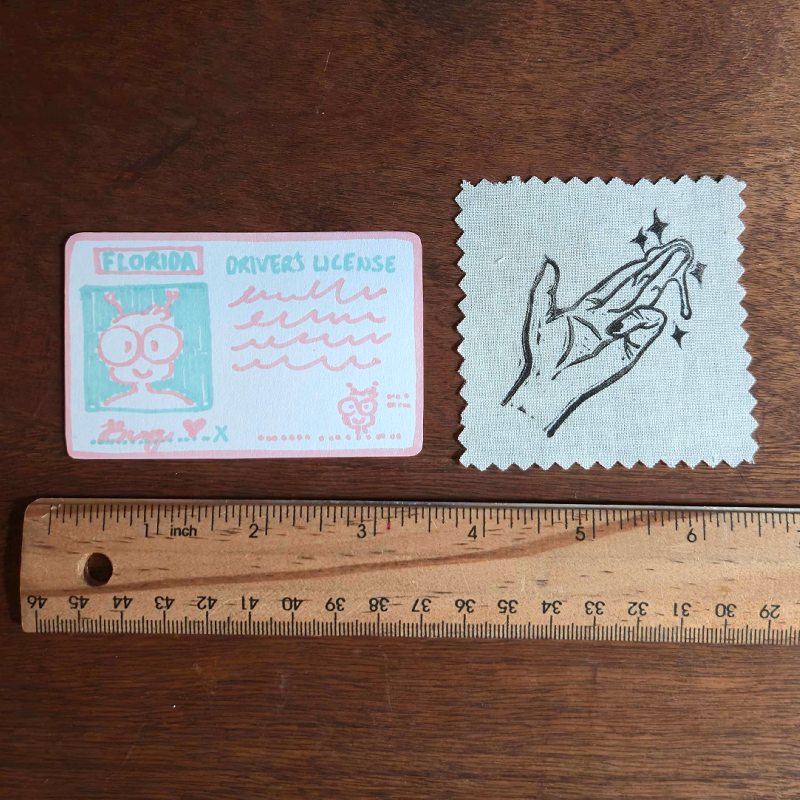 FLORIDA DRIVER'S LICENSE
X
1 inch 2 3 4 5 6
46 45 44 43 42 41 40 39 38 37 36 35 34 33 32 31 30 29